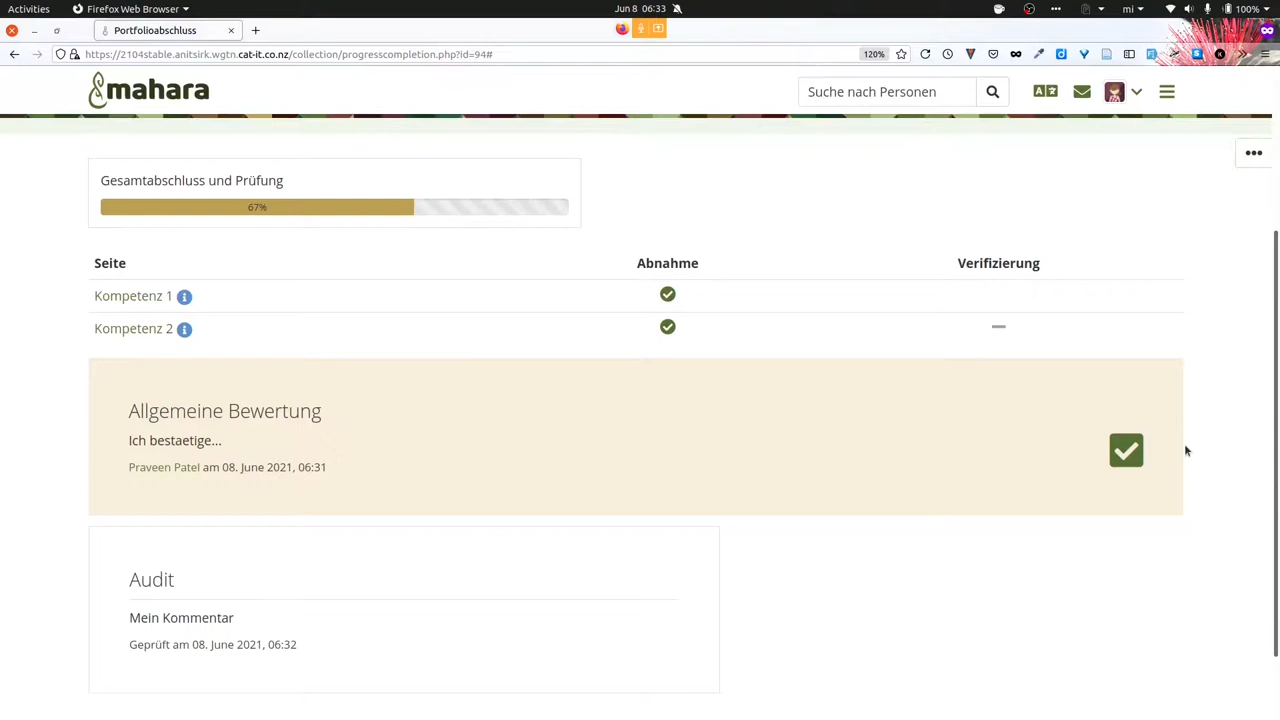 Activities
Firefox Web Browser
Jun 8 06:33
mi
100%
Portfolioabschluss
https://2104stable.anitsirk.wgtn.cat-it.co.nz/collection/progresscompletion.php?id=94#
120%
mahara
Suche nach Personen
Gesamtabschluss und Prüfung
67%
Seite Abnahme Verifizierung
Kompetenz 1
Kompetenz 2
Allgemeine Bewertung
Ich bestaetige...
Praveen Patel am 08. June 2021, 06:31
Audit
Mein Kommentar
Geprüft am 08. June 2021, 06:32